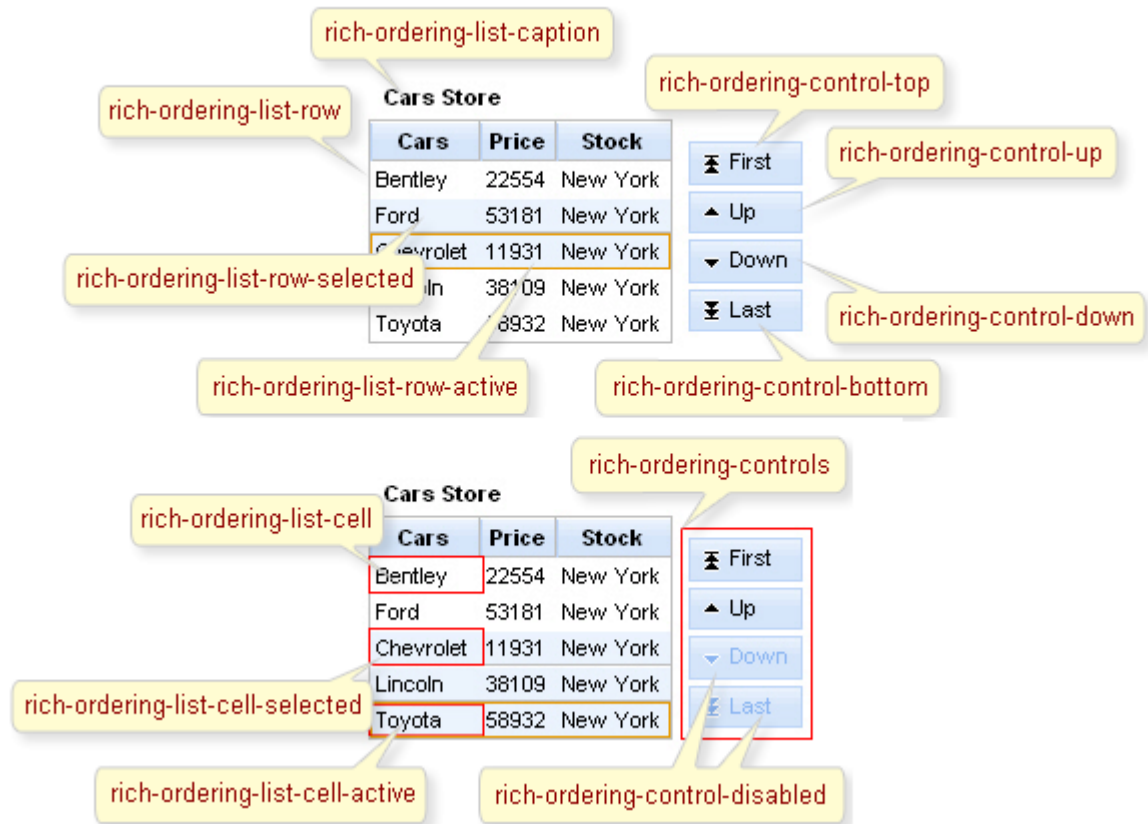 rich-ordering-list-caption
rich-ordering-control-top
rich-ordering-list-row
Cars Store
rich-ordering-control-up
Cars Price Stock
First
Bentley 22554 New York
Up
Ford 53181 New York
Chevrolet 11931 New York
Down
rich-ordering-list-row-selected
38109 New York
Last
rich-ordering-control-down
Toyota 58932 New York
rich-ordering-list-row-active
rich-ordering-control-bottom
rich-ordering-controls
Cars Store
rich-ordering-list-cell
Cars Price Stock
First
Bentley 22554 New York
Up
Ford 53181 New York
Chevrolet 11931 New York
Down
Lincoln 38109 New York
rich-ordering-list-cell-selected
Last
Toyota 58932 New York
rich-ordering-list-cell-active
rich-ordering-control-disabled